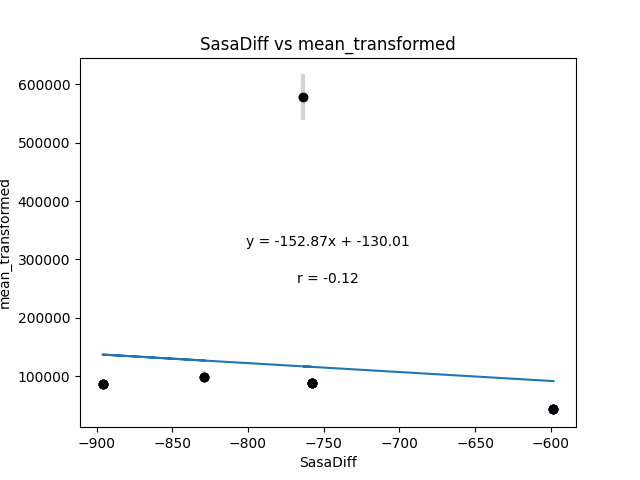 SasaDiff vs mean_transformed
600000
500000
400000
300000
200000
100000
mean_transformed
y = -152.87x + -130.01
r = -0.12
−900
−850
−800
−750
−700
−650
−600
SasaDiff